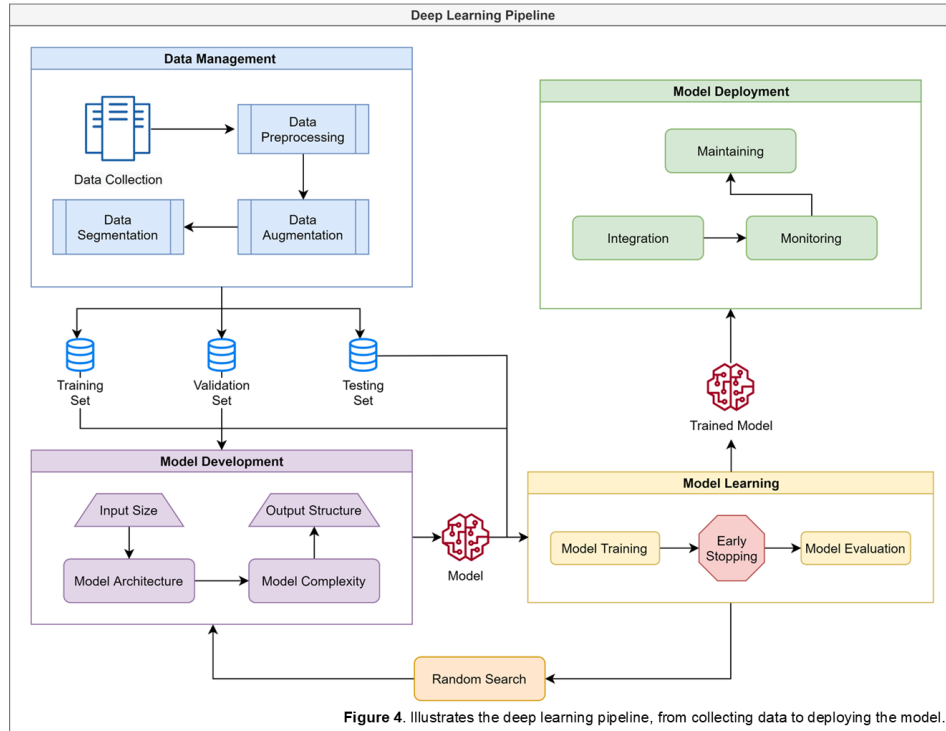 Deep Learning Pipeline
Data Management
Data Collection
Data
Preprocessing
Data
Augmentation
Data
Segmentation
Training
Set
Validation
Set
Testing
Set
Model Development
Input Size
Model Architecture
Model Complexity
Output Structure
Model
Model Learning
Model Training
Early
Stopping
Model Evaluation
Random Search
Trained Model
Model Deployment
Integration
Monitoring
Maintaining
Figure 4. Illustrates the deep learning pipeline, from collecting data to deploying the model.